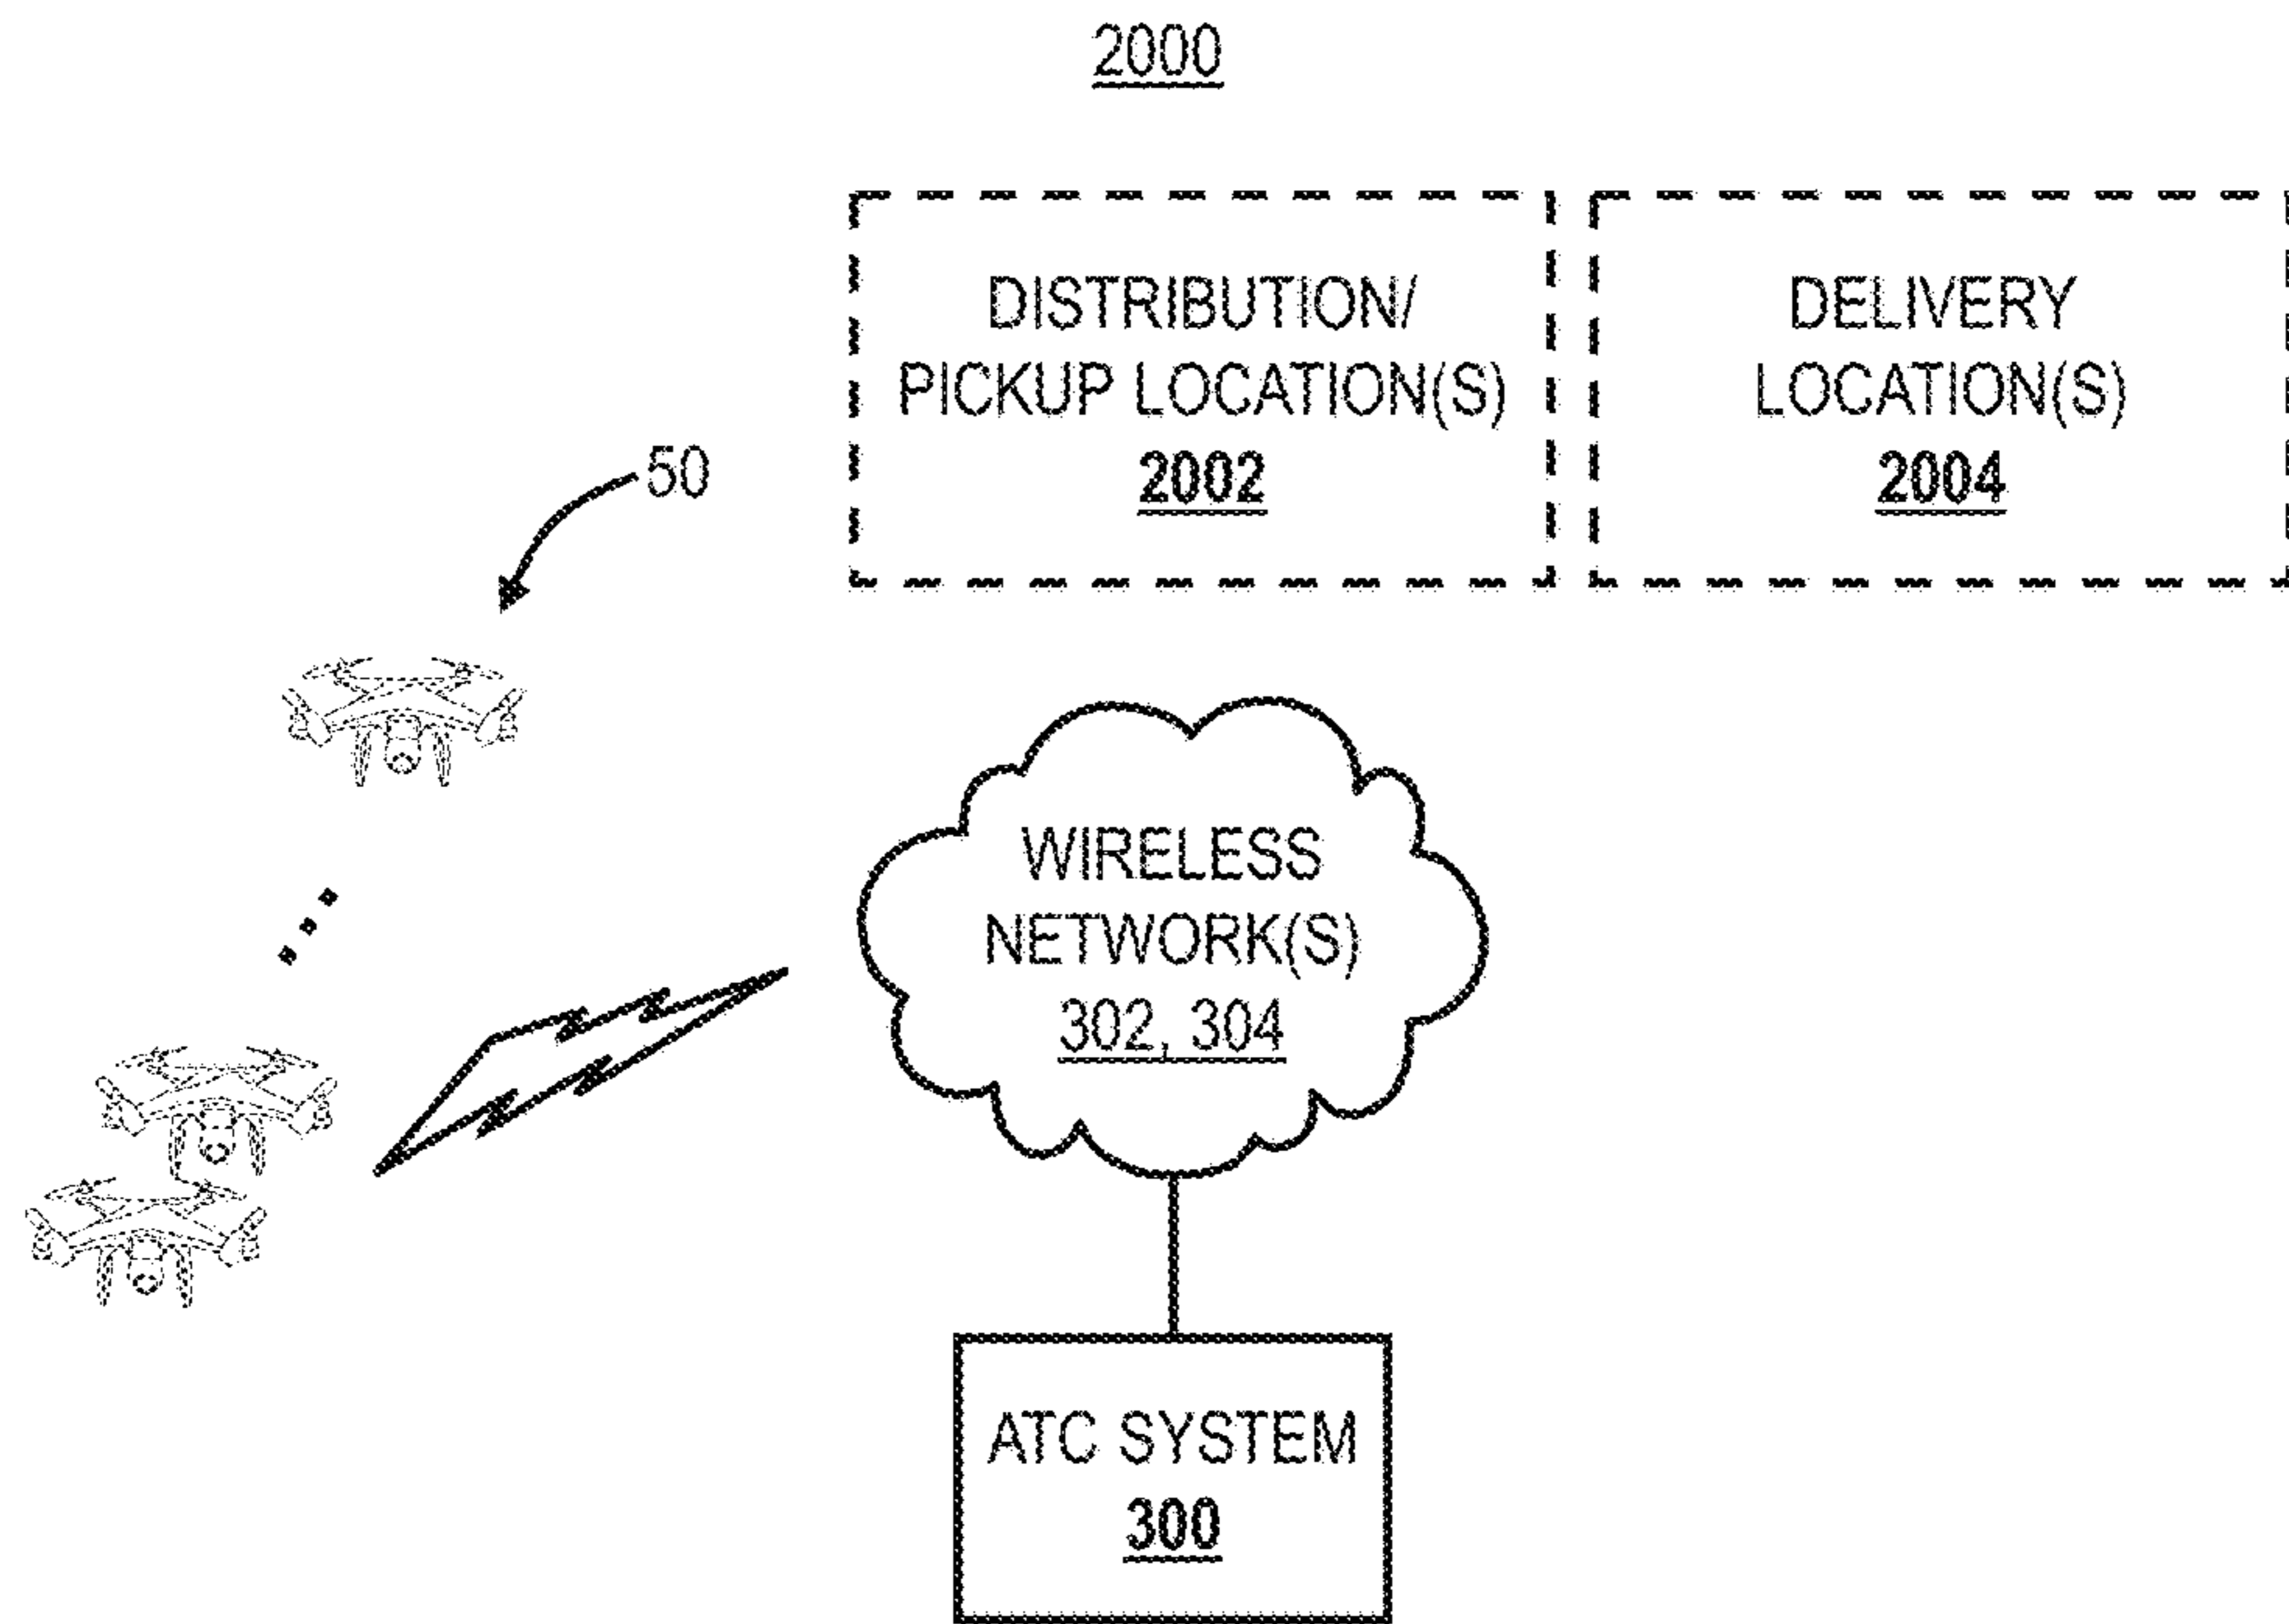 2000
DISTRIBUTION/
PICKUP LOCATION(S)
2002
DELIVERY
LOCATION(S)
2004
50
WIRELESS
NETWORK(S)
302, 304
ATC SYSTEM
300